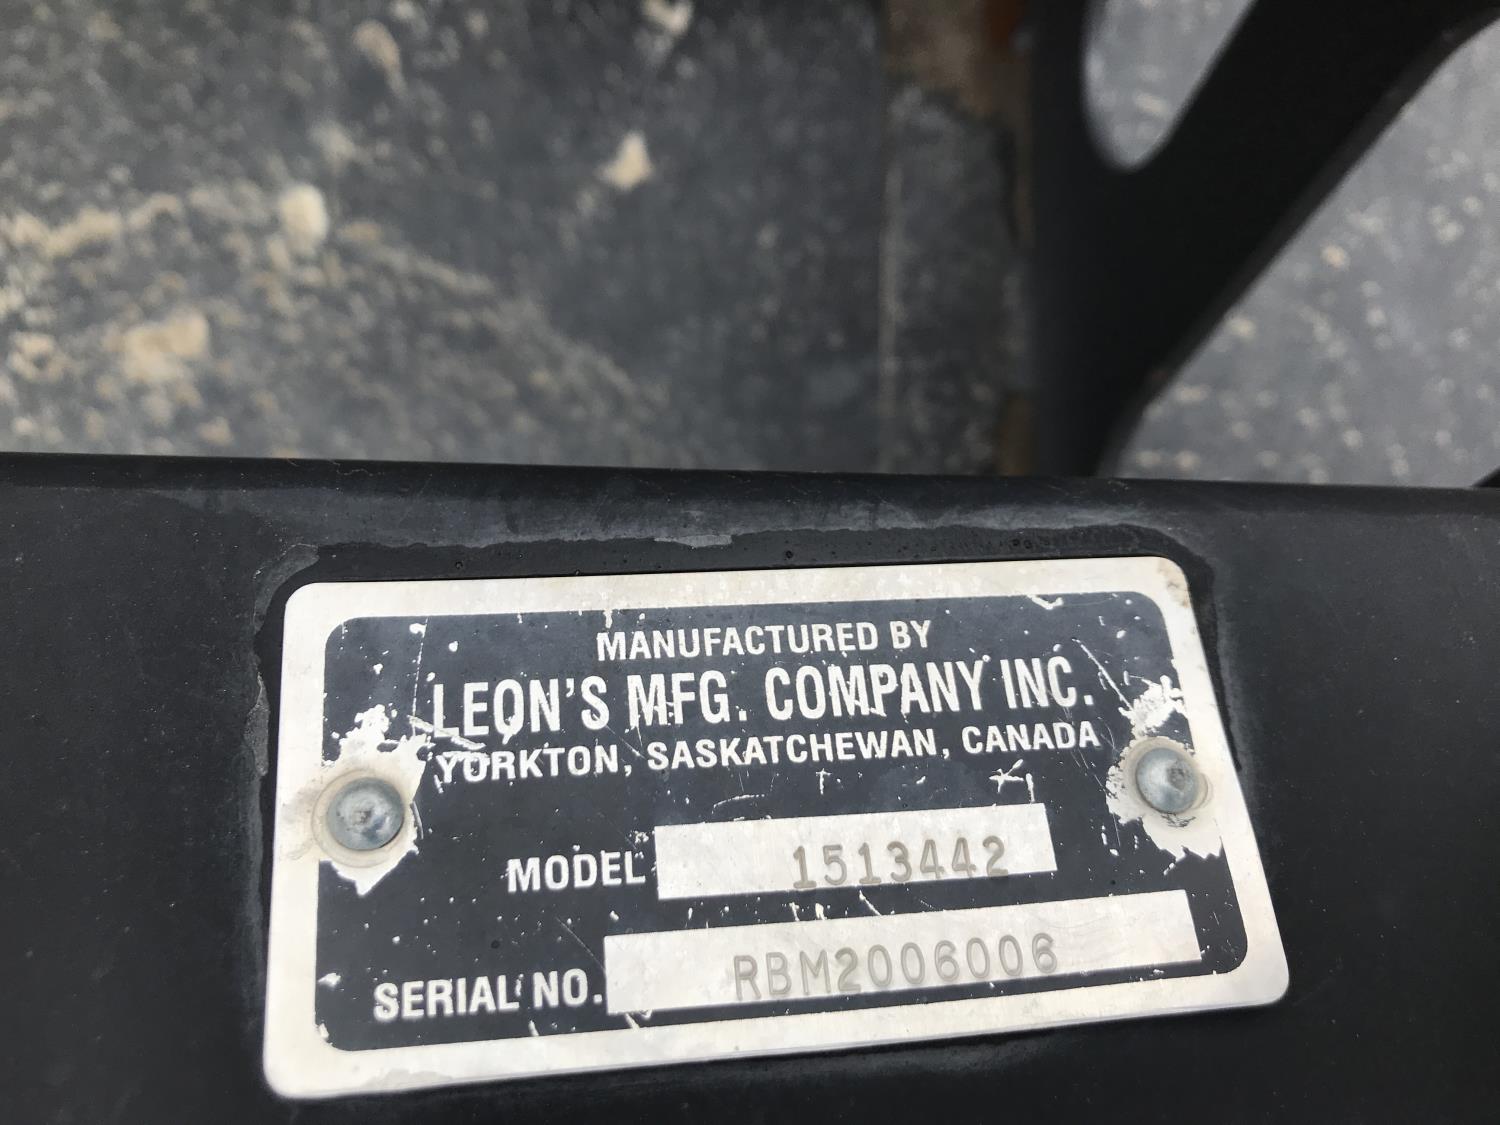 MANUFACTURED BY
LEON'S MFG. COMPANY INC.
YORKTON, SASKATCHEWAN, CANADA
MODEL 1513442
SERIAL NO. RBM2006006